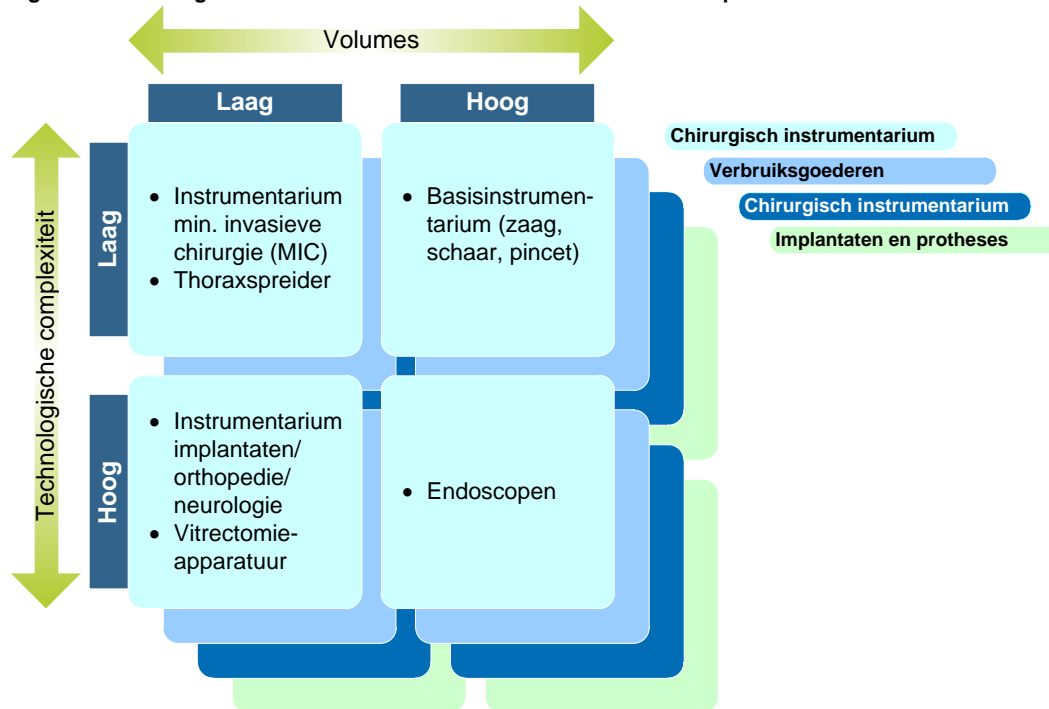 Volumes
Laag
Hoog
Chirurgisch instrumentarium
Verbruiksgoederen
Chirurgisch instrumentarium
Implantaten en protheses
Technologische complexiteit
Laag
• Instrumentarium
min. invasieve
chirurgie (MIC)
• Thoraxspreider
• Basisinstrumen-
tarium (zaag,
schaar, pincet)
Hoog
• Instrumentarium
implantaten/
orthopedie/
neurologie
• Vitrectomie-
apparatuur
• Endoscopen